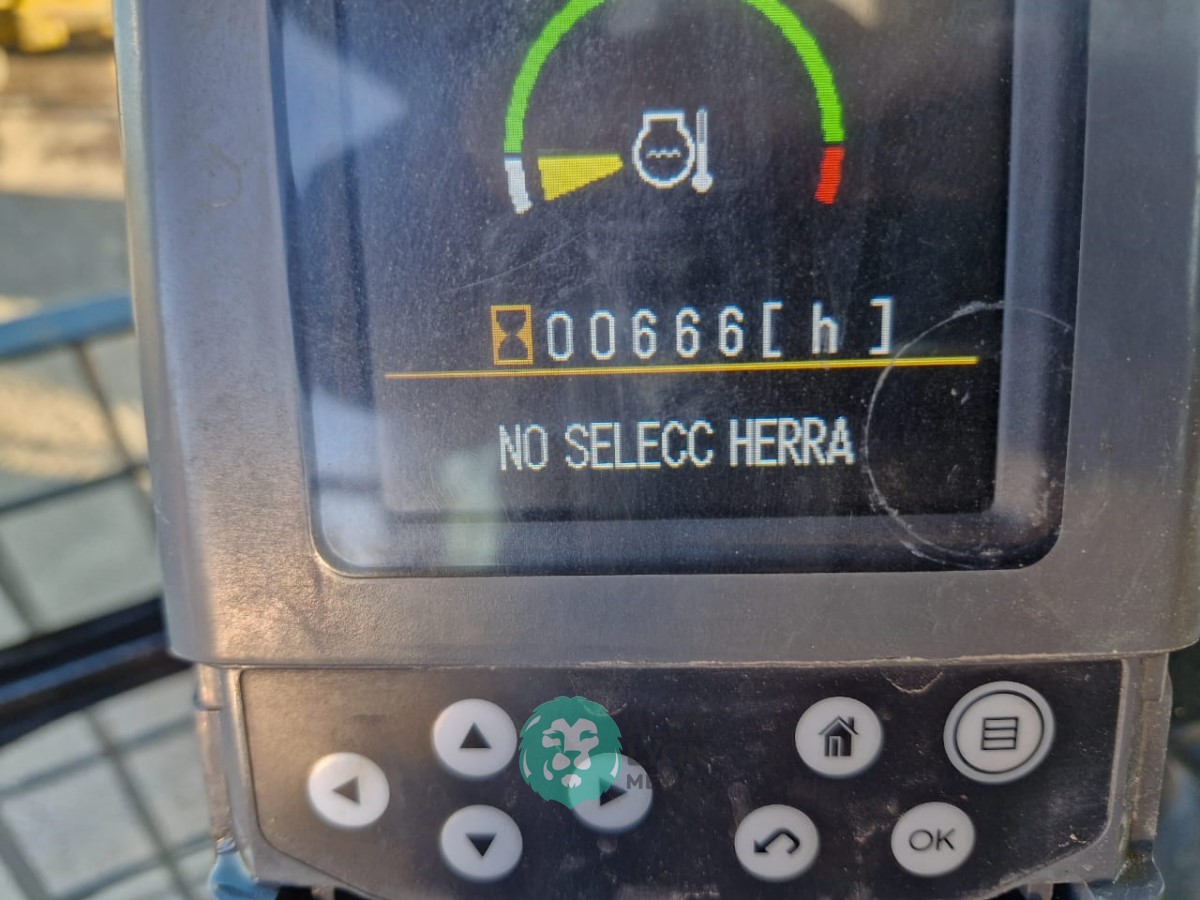 00666[h]
NO SELECC HERRA
OK